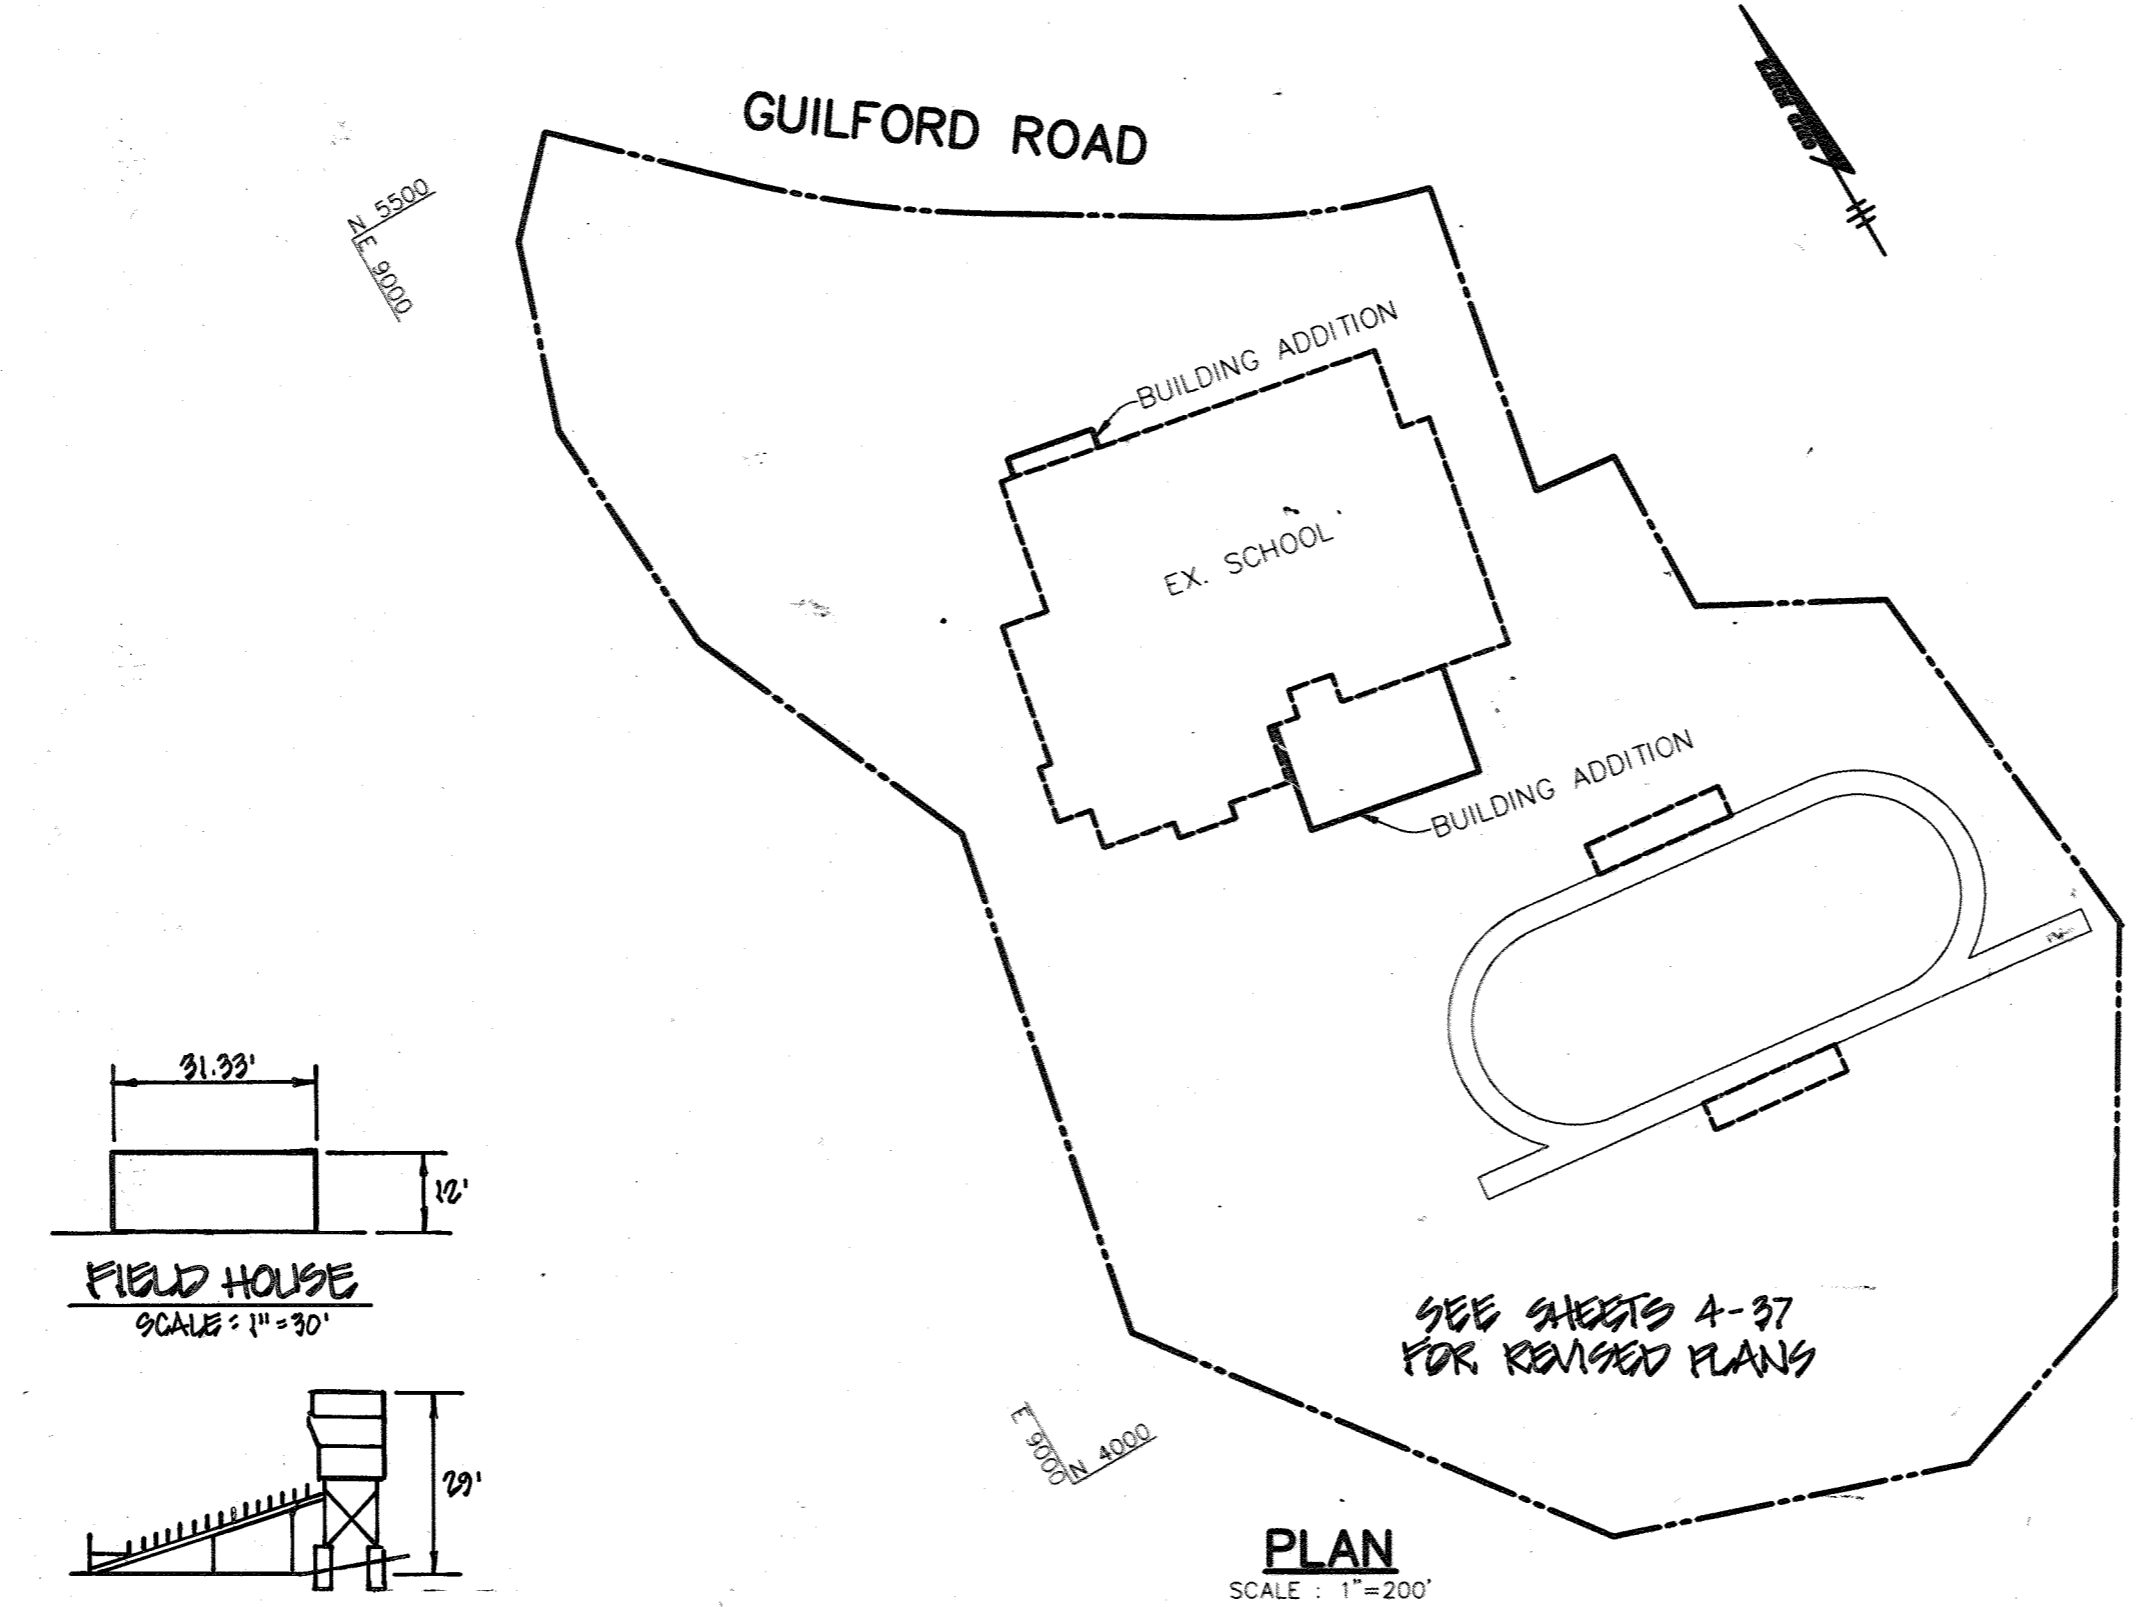 GUILFORD ROAD
N 5500
E 9000
BUILDING ADDITION
EX. SCHOOL
BUILDING ADDITION
31.33'
12'
FIELD HOUSE
SCALE : 1" = 30'
SEE SHEETS 4-37
FOR REVISED PLANS
29'
E 9000
N 4000
PLAN
SCALE : 1"=200'